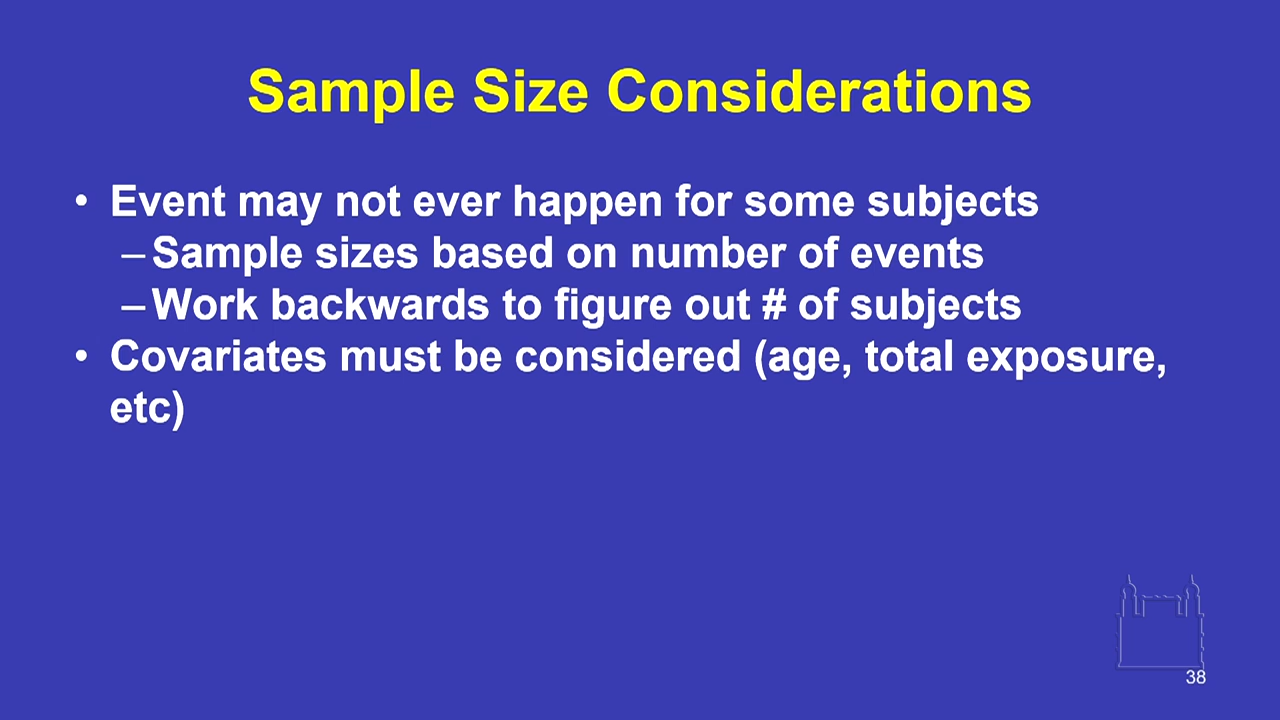 Sample Size Considerations
• Event may not ever happen for some subjects
– Sample sizes based on number of events
– Work backwards to figure out # of subjects
• Covariates must be considered (age, total exposure,
etc)
38